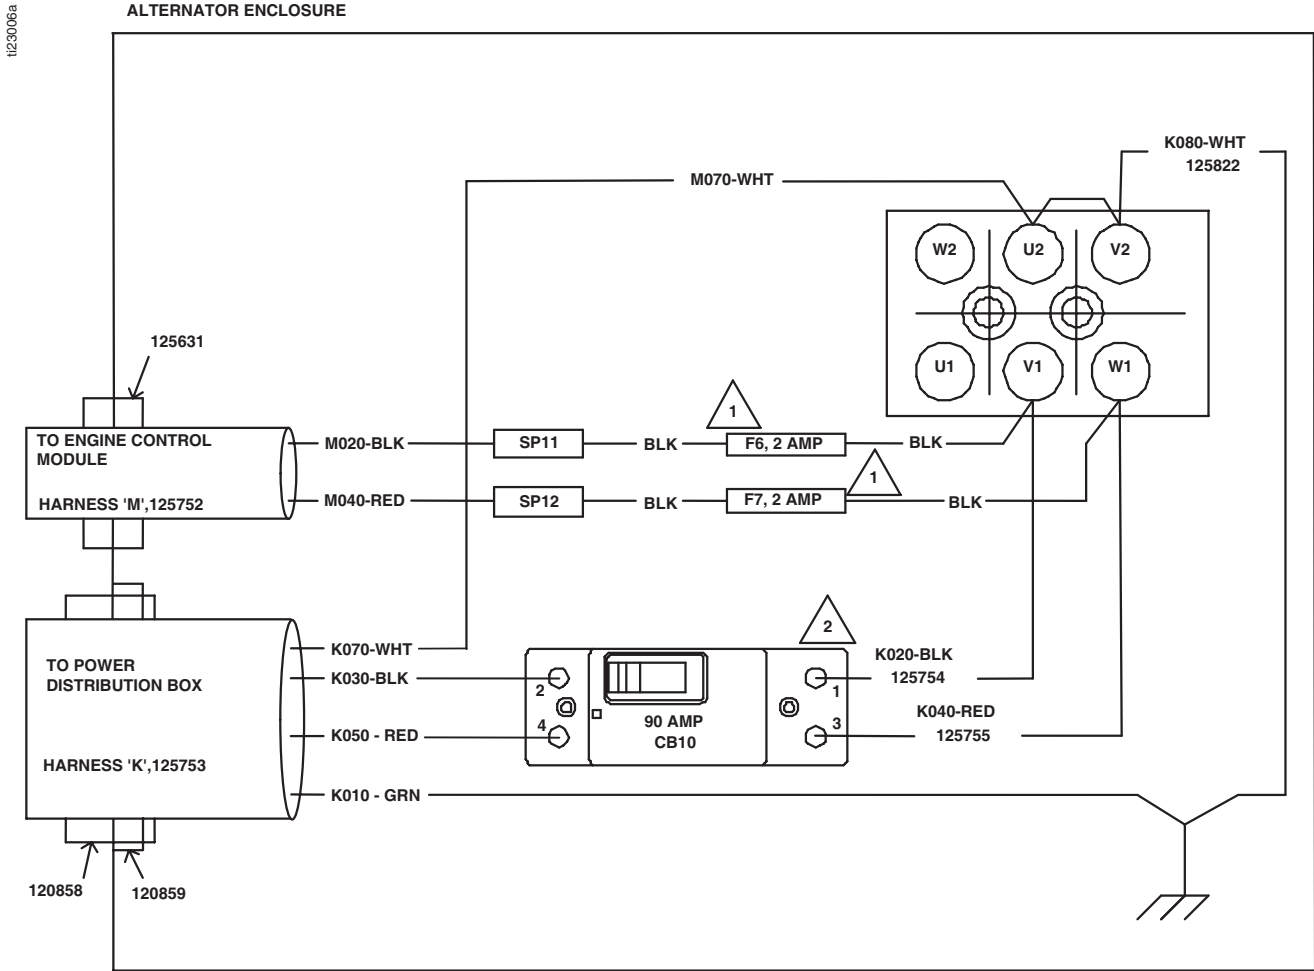 ti23006a
ALTERNATOR ENCLOSURE
K080-WHT
125822
M070-WHT
W2
U2
V2
U1
V1
W1
125631
TO ENGINE CONTROL
MODULE
HARNESS 'M',125752
M020-BLK
SP11
BLK
1
F6, 2 AMP
BLK
M040-RED
SP12
BLK
F7, 2 AMP
1
BLK
TO POWER
DISTRIBUTION BOX
HARNESS 'K',125753
K070-WHT
K030-BLK
K050 - RED
K010 - GRN
2
4
90 AMP
CB10
2
1
3
K020-BLK
125754
K040-RED
125755
120858
120859